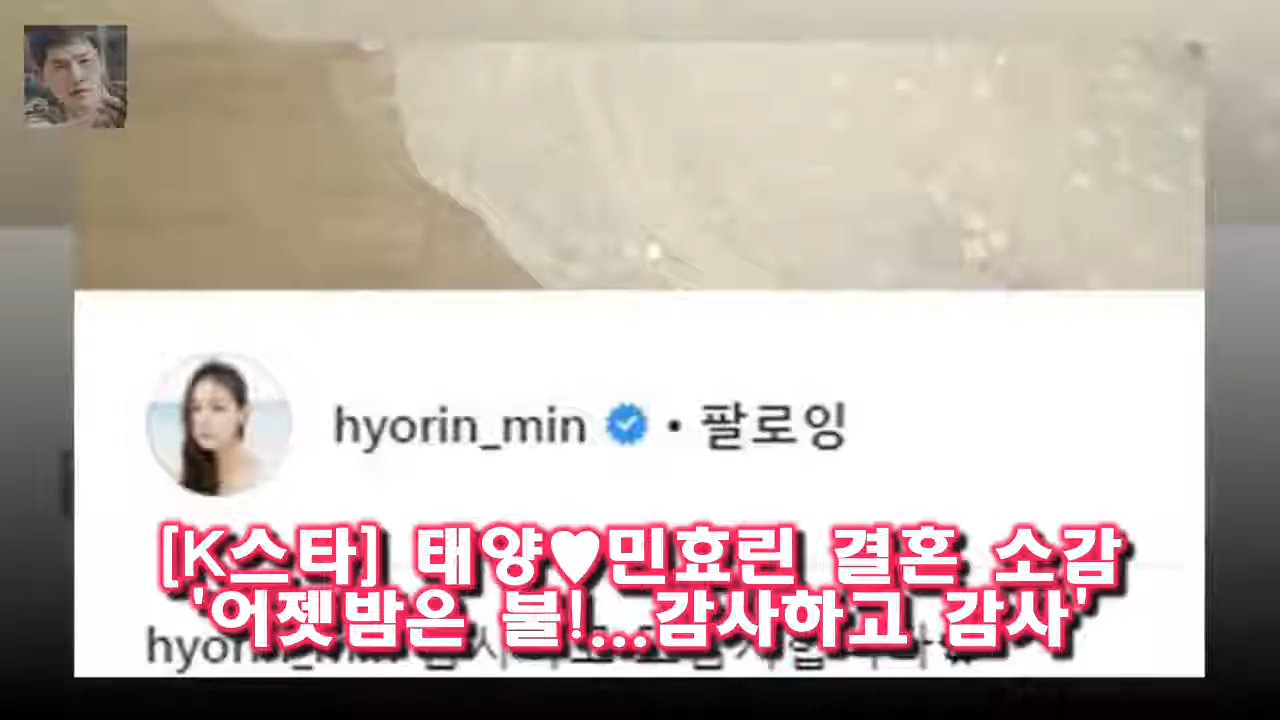 hyorin_min • 팔로잉
[K스타] 태양♥민효린 결혼 소감
'어젯밤은 불!...감사하고 감사'
hyorin_min